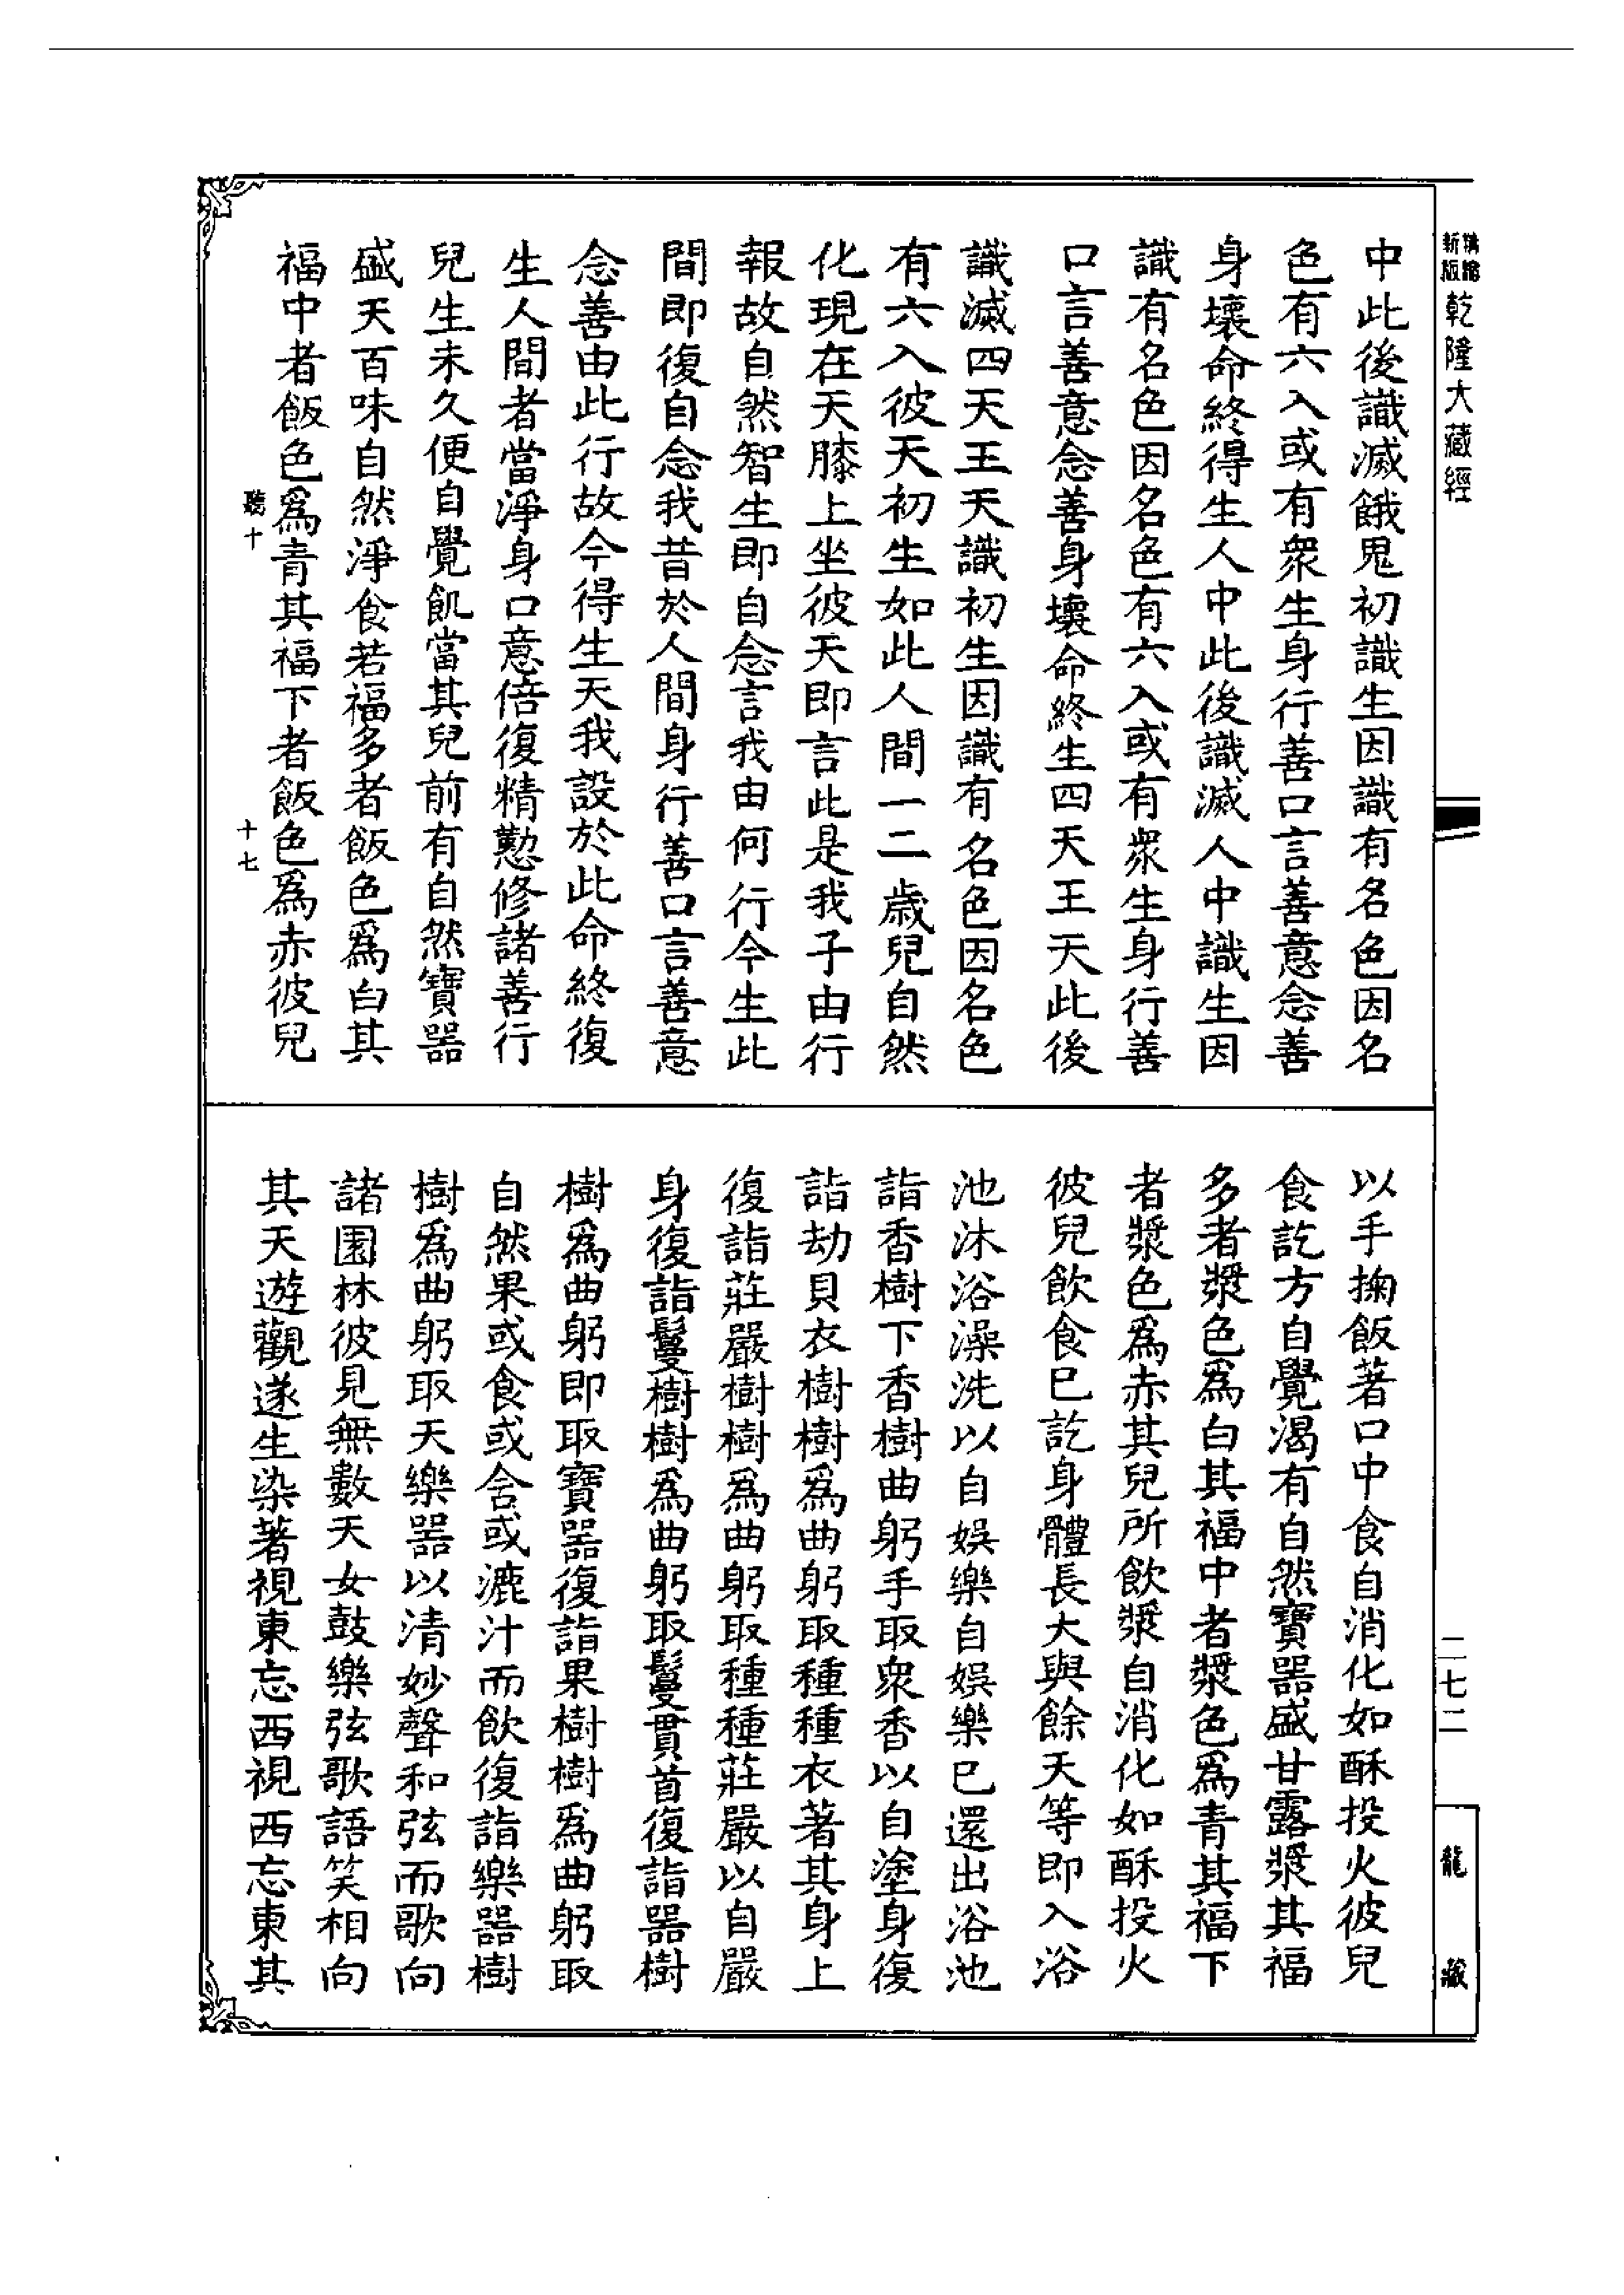 新版
精縮
乾隆大藏經
中此後識滅餓鬼初識生因識有名色因名
色有六入或有衆生身行善口言善意念善
身壞命終得生人中此後識滅人中識生因
識有名色因名色有六入或有衆生身行善
口言善意念善身壞命終生四天王天此後
識滅四天王天識初生因識有名色因名色
有六入彼天初生如此人間一二歲兒自然
化現在天膝上坐彼天即言此是我子由行
報故自然智生即自念言我由何行今生此
間即復自念我昔於人間身行善口言善意
念善由此行故今得生天我設於此命終復
生人間者當淨身口意倍復精懃修諸善行
兒生未久便自覺飢當其兒前有自然寶器
盛天百味自然淨食若福多者飯色爲白其
福中者飯色爲青其福下者飯色爲赤彼兒
聽十
十七
以手掬飯著口中食自消化如酥投火彼兒
食訖方自覺渴有自然寶器盛甘露漿其福
多者漿色爲白其福中者漿色爲青其福下
者漿色爲赤其兒所飲漿自消化如酥投火
彼兒飲食已訖身體長大與餘天等即入浴
池沐浴澡洗以自娛樂自娛樂已還出浴池
詣香樹下香樹曲躬手取衆香以自塗身復
詣劫貝衣樹樹爲曲躬取種種衣著其身上
復詣莊嚴樹樹爲曲躬取種種莊嚴以自嚴
身復詣鬘樹樹爲曲躬取鬘貫首復詣器樹
樹爲曲躬即取寶器復詣果樹樹爲曲躬取
自然果或食或含或漉汁而飲復詣樂器樹
樹爲曲躬取天樂器以清妙聲和弦而歌向
諸園林彼見無數天女鼓樂弦歌語笑相向
其天遊觀遂生染著視東忘西視西忘東其
二七二
龍藏